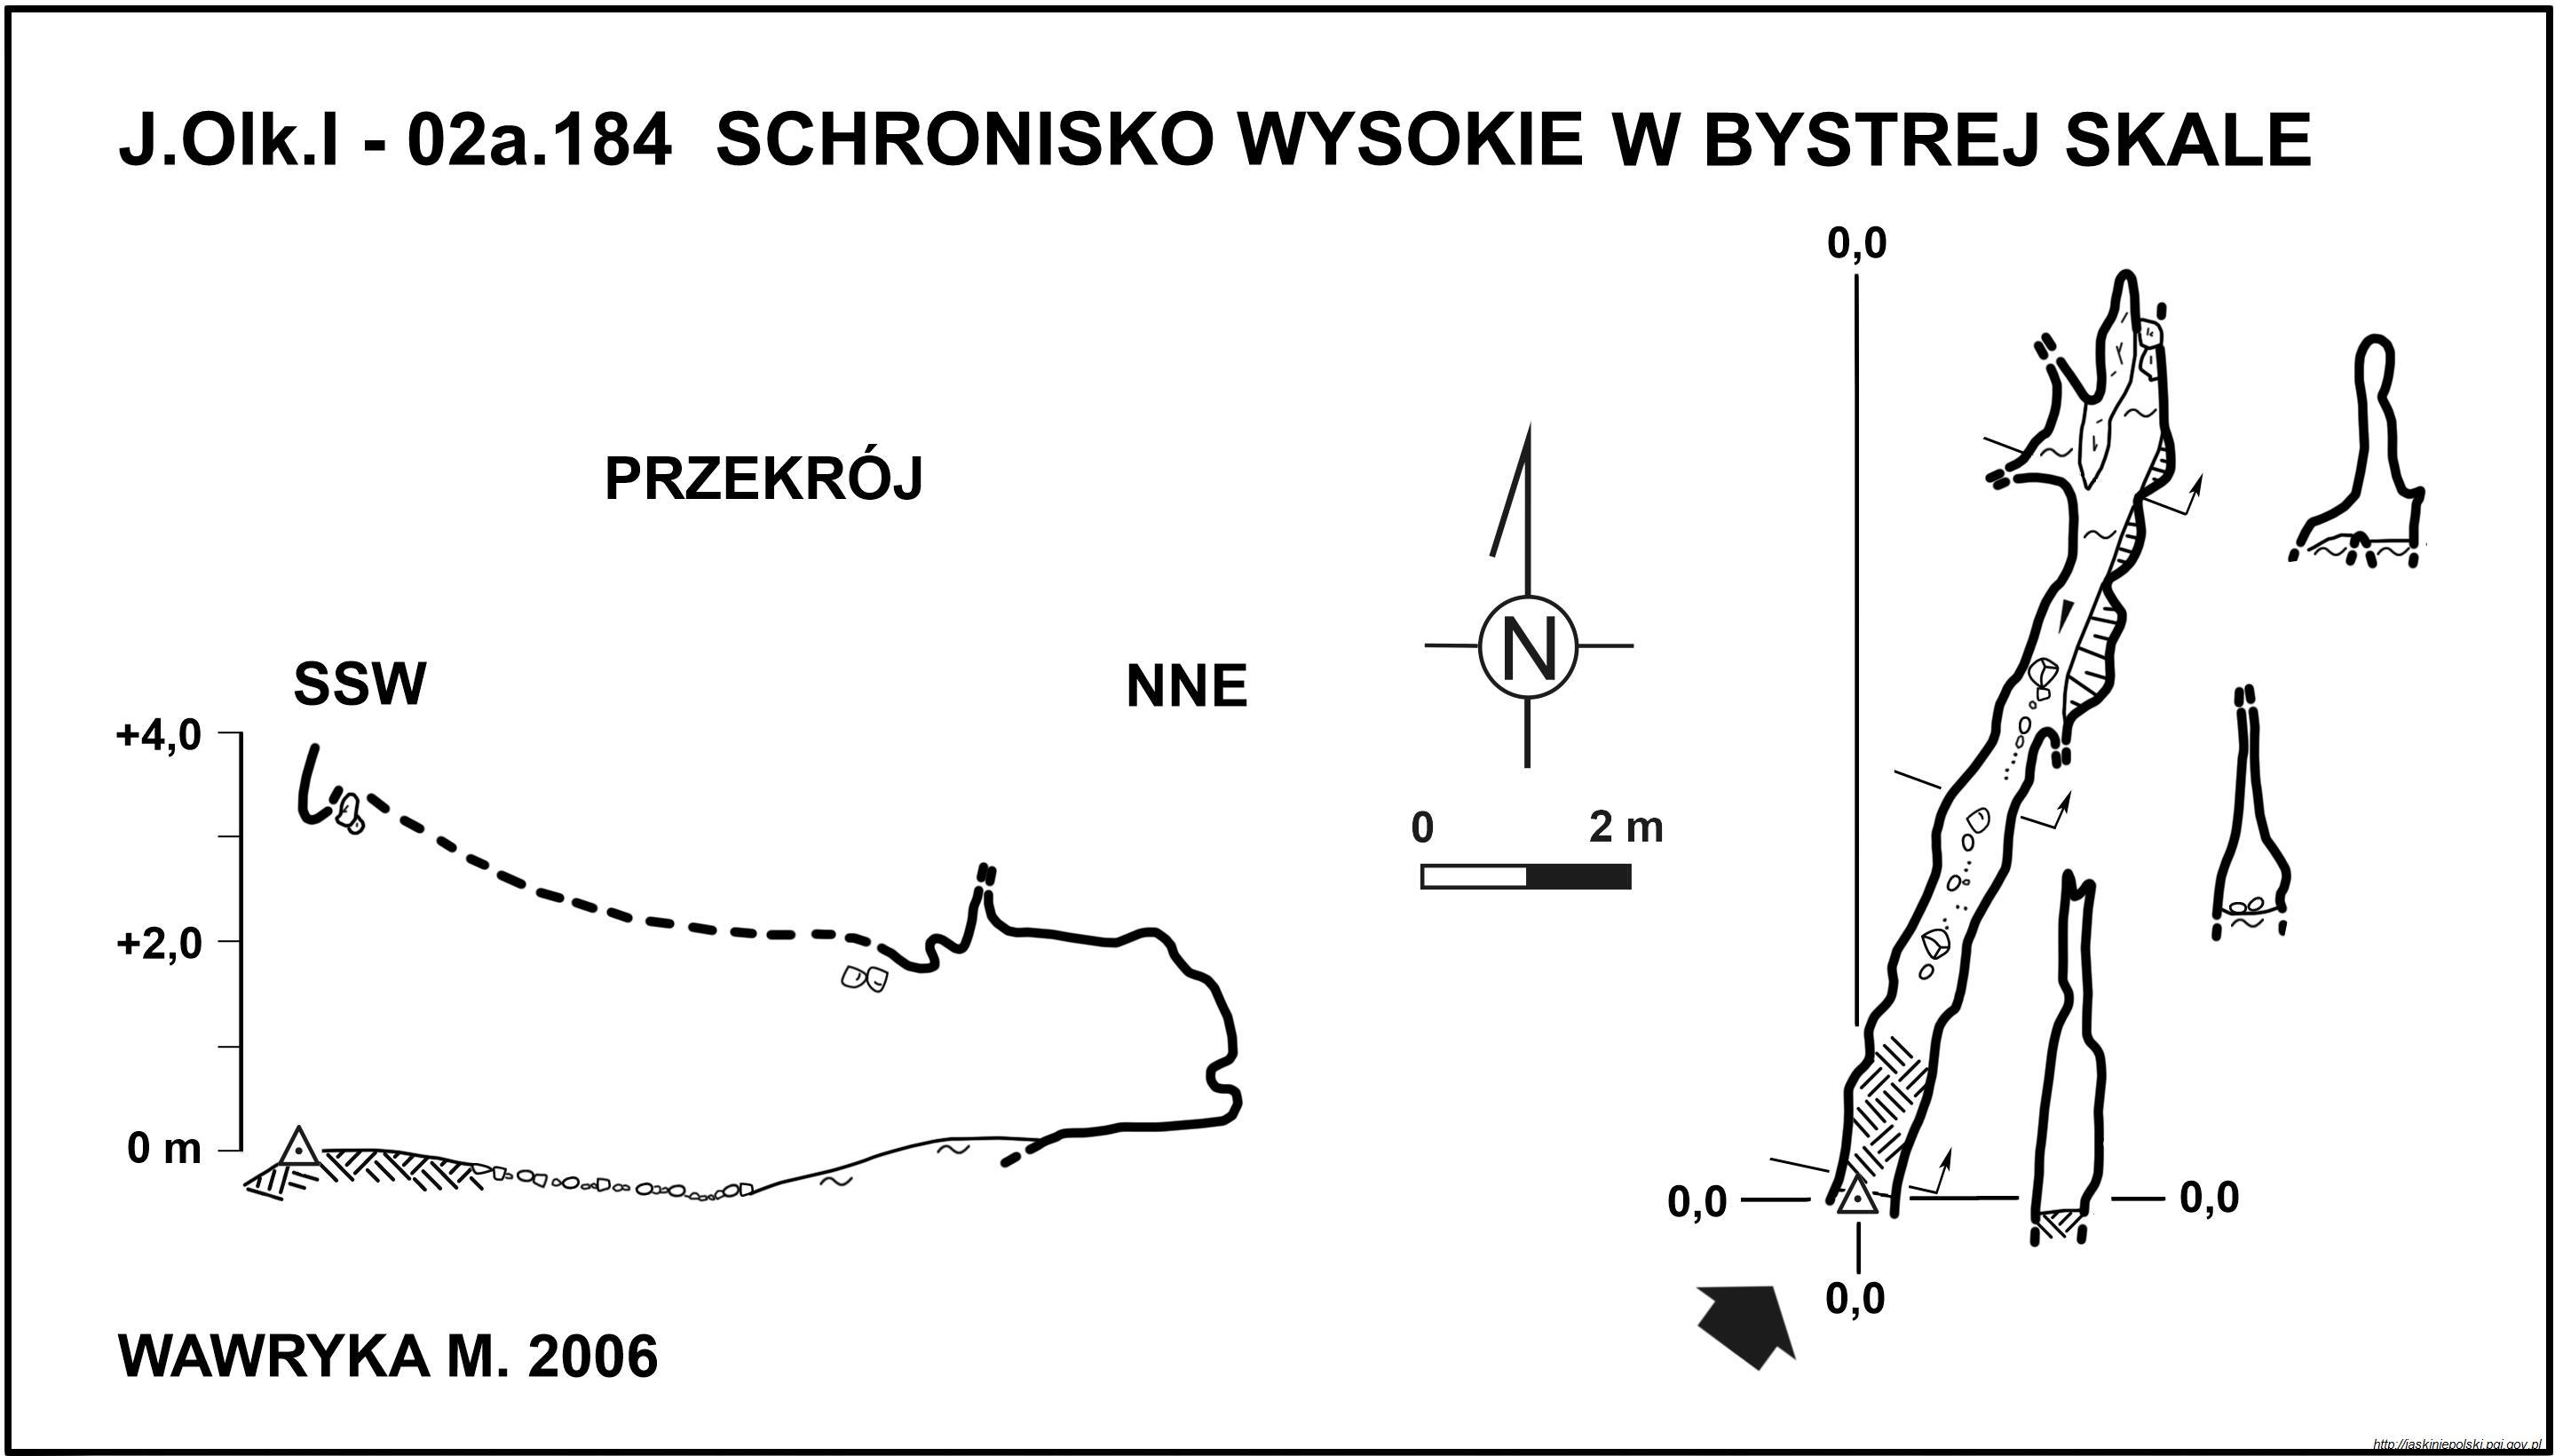 J.Olk.I - 02a.184 SCHRONISKO WYSOKIE W BYSTREJ SKALE
PRZEKRÓJ
SSW
NNE
+4,0
+2,0
0 m
N
0
2 m
0,0
0,0
0,0
0,0
WAWRYKA M. 2006
http://jaskiniepolski.pgi.gov.pl